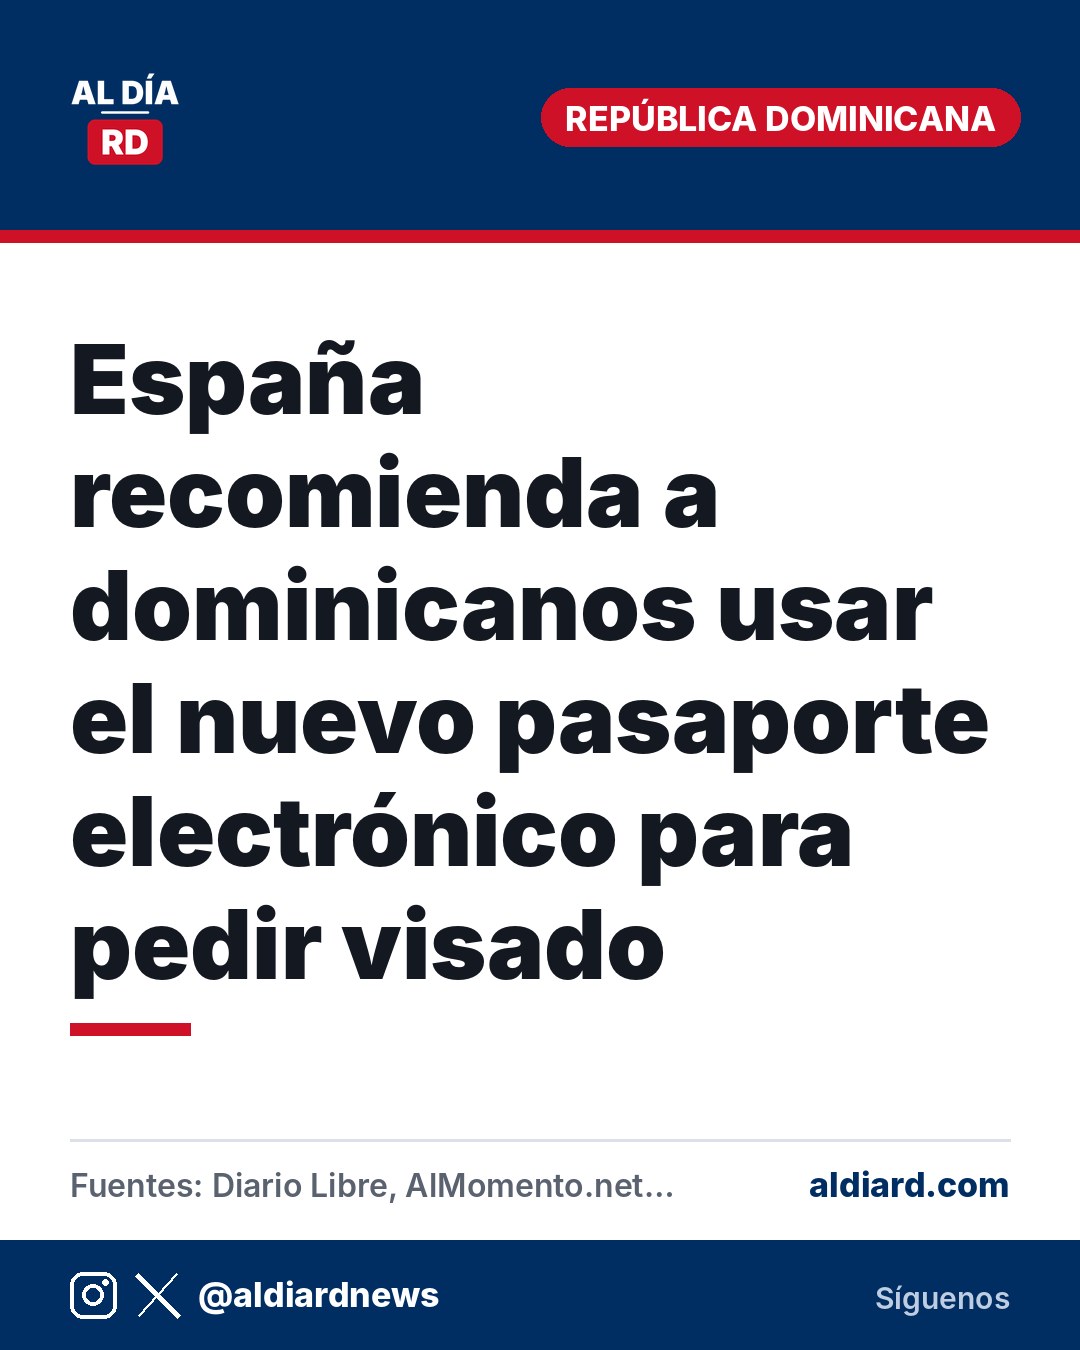 AL DÍA
RD
REPÚBLICA DOMINICANA
España
recomienda a
dominicanos usar
el nuevo pasaporte
electrónico para
pedir visado
Fuentes: Diario Libre, AlMomento.net...
aldiard.com
@aldiardnews
Síguenos